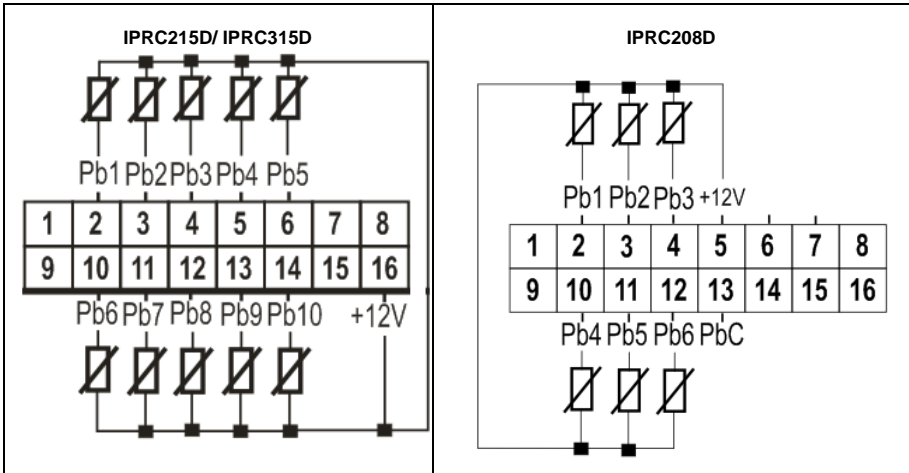 IPRC215D/ IPRC315D
Pb1 Pb2 Pb3 Pb4 Pb5
1 2 3 4 5 6 7 8
9 10 11 12 13 14 15 16
Pb6 Pb7 Pb8 Pb9 Pb10 +12V
IPRC208D
Pb1 Pb2 Pb3 +12V
1 2 3 4 5 6 7 8
9 10 11 12 13 14 15 16
Pb4 Pb5 Pb6 PbC